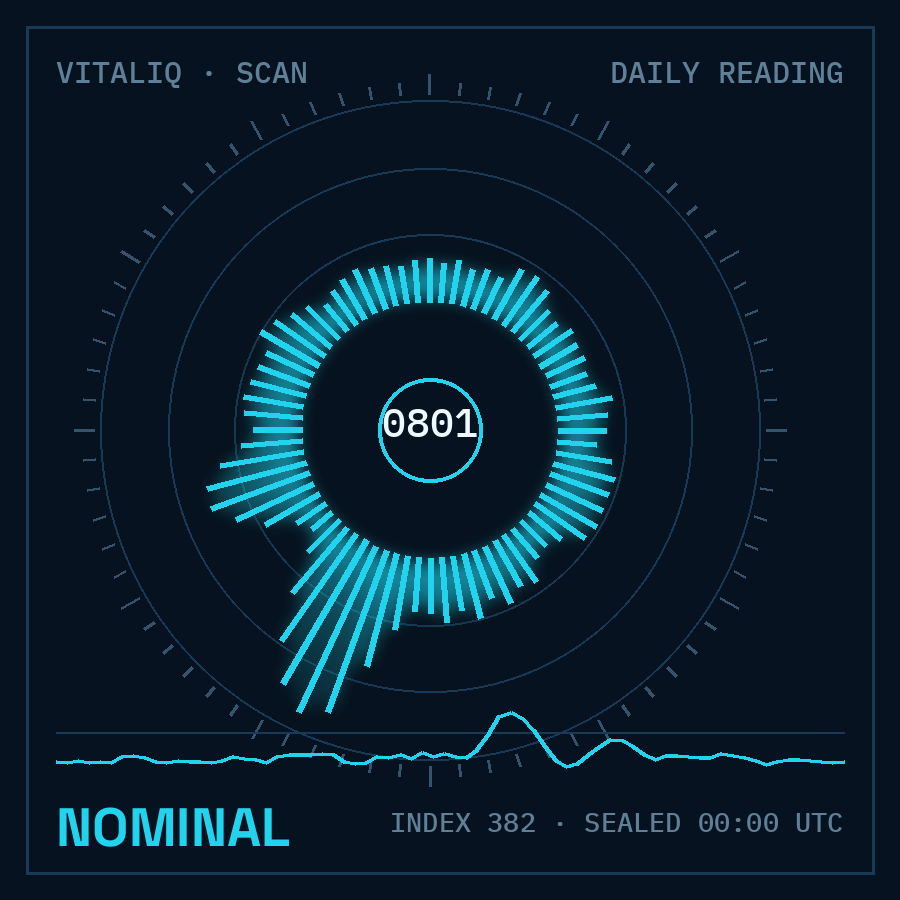 VITALIQ · SCAN
DAILY READING
0801
NOMINAL
INDEX 382 · SEALED 00:00 UTC